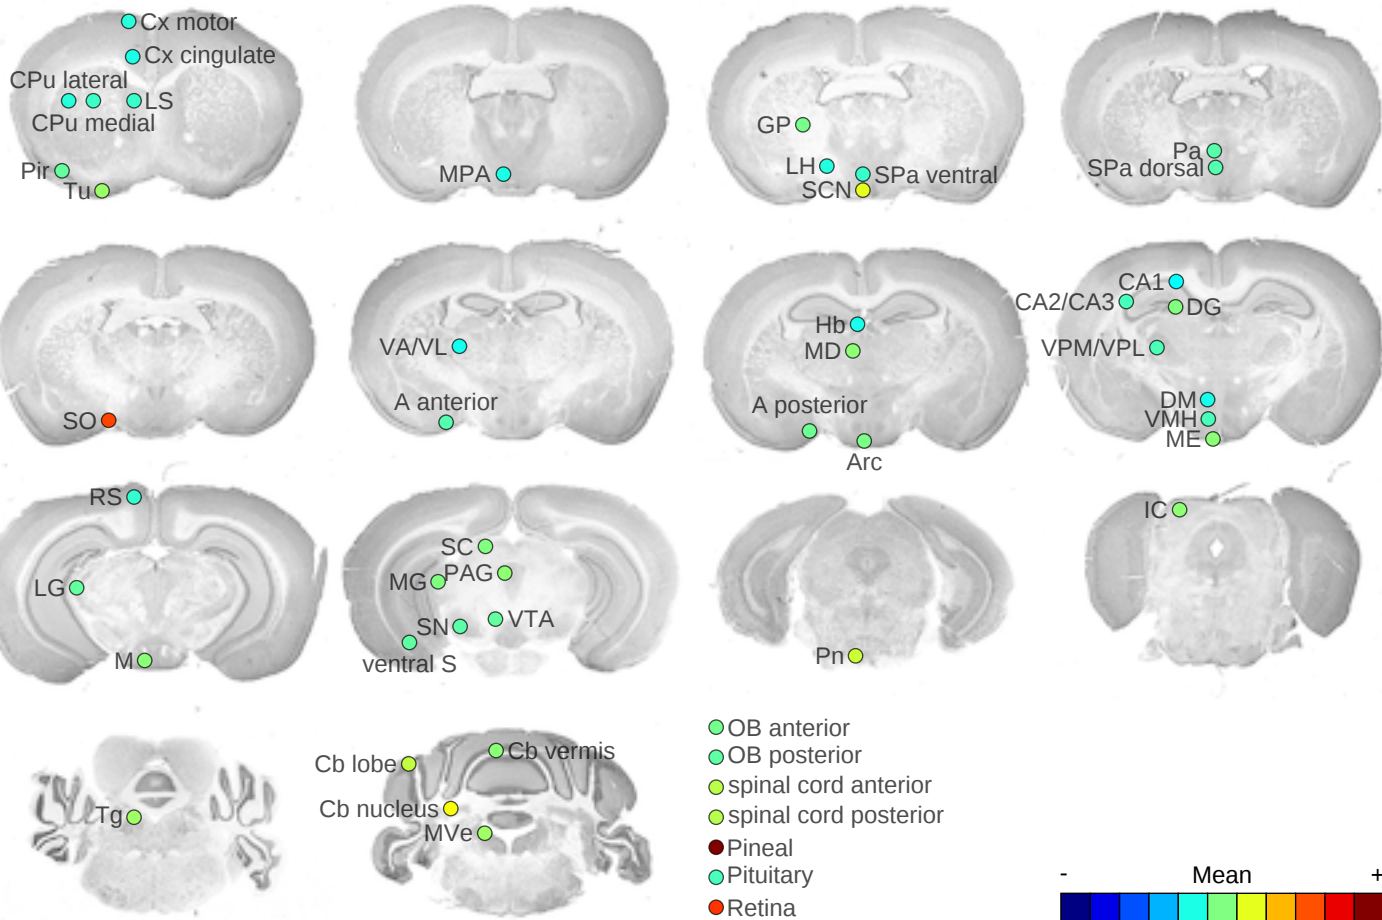 Cx motor
Cx cingulate
CPu lateral
LS
CPu medial
Pir
Tu
MPA
GP
LH
SPa ventral
SCN
Pa
SPa dorsal
SO
VA/VL
A anterior
Hb
MD
A posterior
Arc
CA1
CA2/CA3
DG
VPM/VPL
DM
VMH
ME
RS
LG
M
SC
MG
PAG
SN
VTA
ventral S
Pn
IC
Tg
Cb lobe
Cb vermis
Cb nucleus
MVe
OB anterior
OB posterior
spinal cord anterior
spinal cord posterior
Pineal
Pituitary
Retina
- Mean +